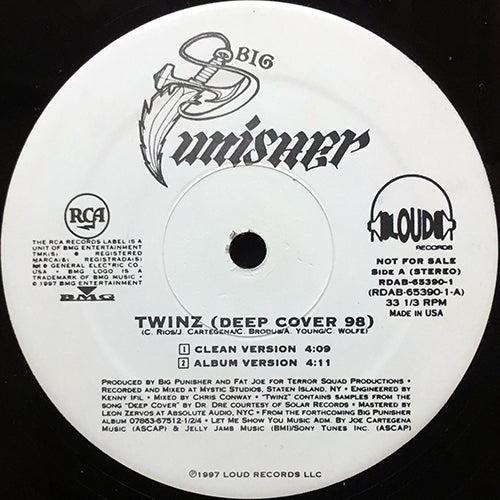 BIG
Punisher
RCA
LOUD
RECORDS
THE RCA RECORDS LABEL IS A
UNIT OF BMG ENTERTAINMENT
TMK(S) ® REGISTERED
MARCA(S) REGISTRADA(S)
GENERAL ELECTRIC CO.
USA • BMG LOGO IS A
TRADEMARK OF BMG MUSIC •
© 1997 BMG ENTERTAINMENT
BMG
NOT FOR SALE
SIDE A (STEREO)
RDAB-65390-1
(RDAB-65390-1-A)
33 1/3 RPM
MADE IN USA
TWINZ (DEEP COVER 98)
(C. RIOS/J. CARTEGENA/C. BRODUS/A. YOUNG/C. WOLFE)
1 CLEAN VERSION 4:09
2 ALBUM VERSION 4:11
PRODUCED BY BIG PUNISHER AND FAT JOE FOR TERROR SQUAD PRODUCTIONS •
RECORDED AND MIXED AT MYSTIC STUDIOS, STATEN ISLAND, NY • ENGINEERED BY
KENNY IFIL • MIXED BY CHRIS CONWAY • "TWINZ" CONTAINS SAMPLES FROM THE
SONG "DEEP COVER" BY DR. DRE COURTESY OF SOLAR RECORDS • MASTERED BY
LEON ZERVOS AT ABSOLUTE AUDIO, NYC • FROM THE FORTHCOMING BIG PUNISHER
ALBUM 07863-67512-1/2/4 • LET ME SHOW YOU MUSIC ADM. BY JOE CARTEGENA
MUSIC (ASCAP) & JELLY JAMS MUSIC (BMI)/SONY TUNES INC. (ASCAP)
℗1997 LOUD RECORDS LLC